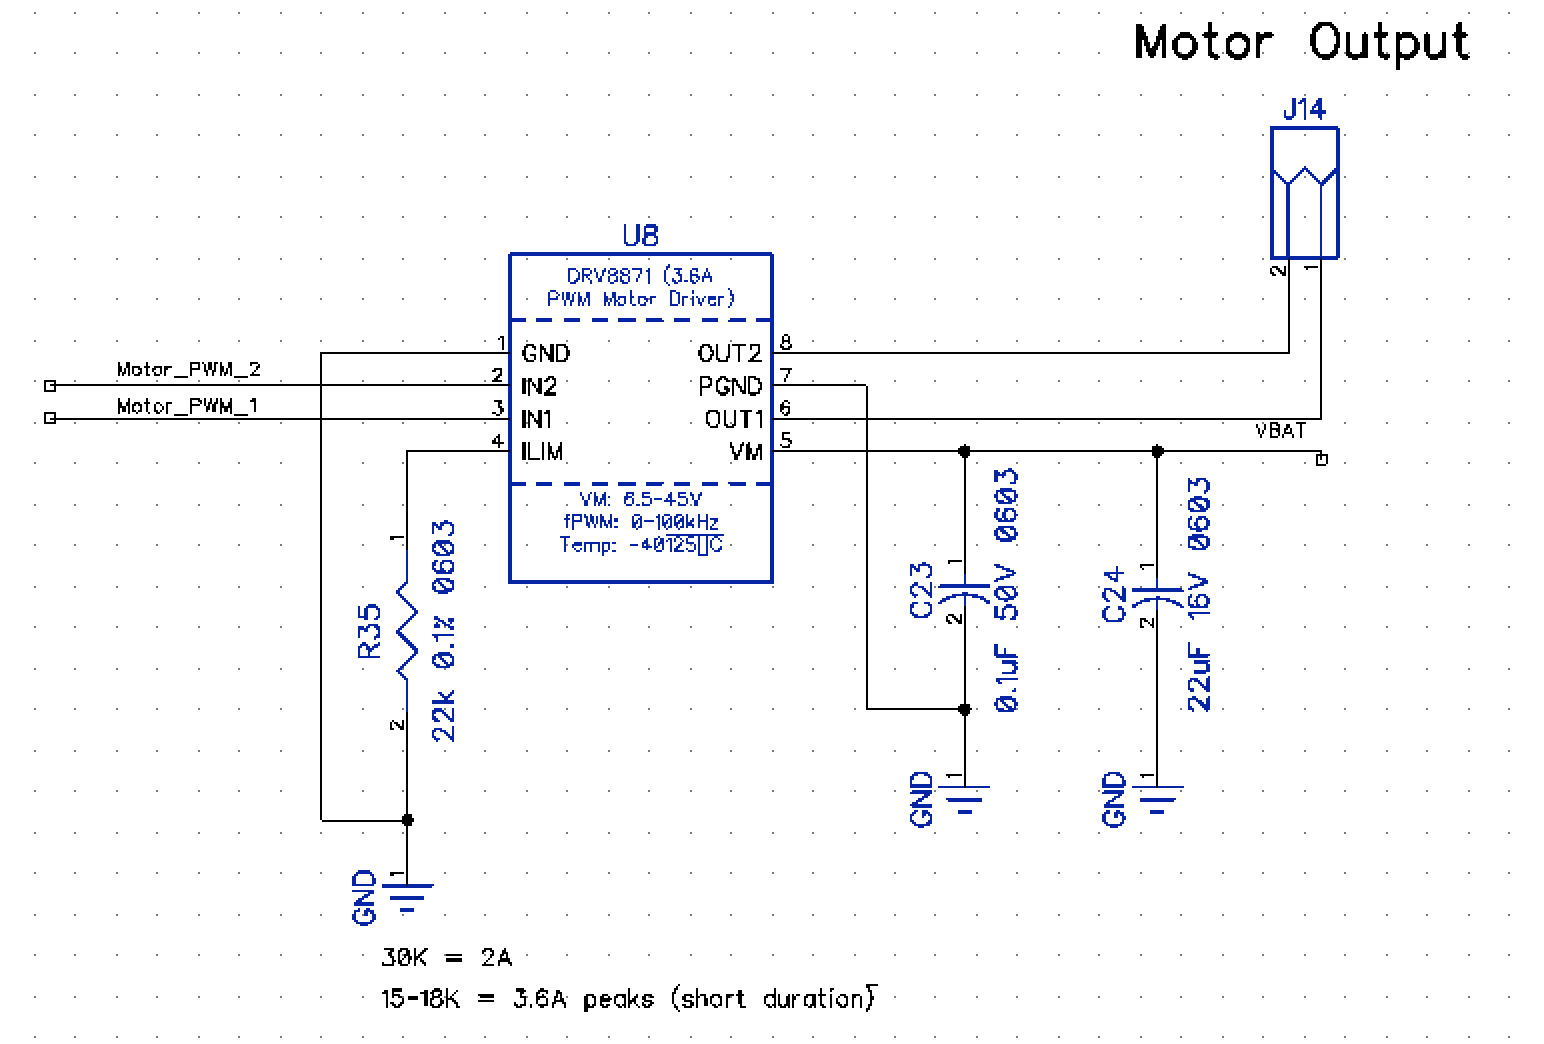 Motor Output
J14
2
1
U8
DRV8871 (3.6A
PWM Motor Driver)
1
GND
OUT2
8
Motor_PWM_2
2
IN2
PGND
7
Motor_PWM_1
3
IN1
OUT1
6
4
ILIM
VM
5
VBAT
VM: 6.5-45V
fPWM: 0-100kHz
Temp: -40125▯C
1
R35
22k 0.1% 0603
2
1
C23
0.1uF 50V 0603
2
1
C24
22uF 16V 0603
2
GND
1
GND
1
GND
1
30K = 2A
15-18K = 3.6A peaks (short duration)